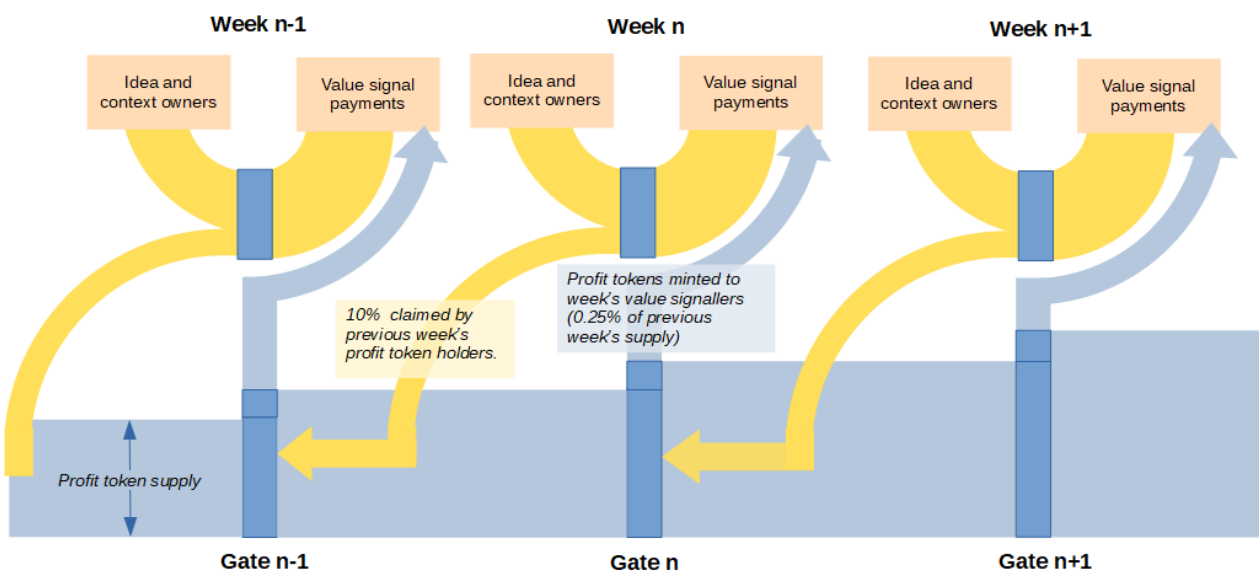 Week n-1
Week n
Week n+1
Idea and
context owners
Value signal
payments
Idea and
context owners
Value signal
payments
Idea and
context owners
Value signal
payments
10% claimed by
previous week's
profit token holders.
Profit tokens minted to
week's value signallers
(0.25% of previous
week's supply)
Profit token supply
Gate n-1
Gate n
Gate n+1